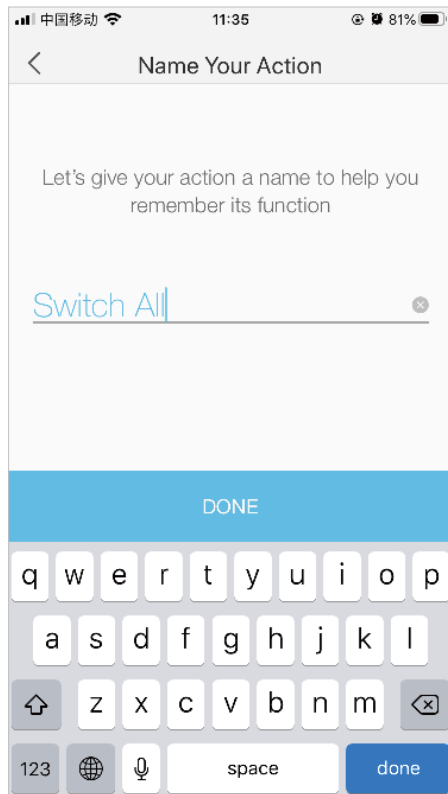 中国移动 11:35 81%
Name Your Action
Let's give your action a name to help you
remember its function
Switch All
DONE
q w e r t y u i o p
a s d f g h j k l
z x c v b n m
123 space done